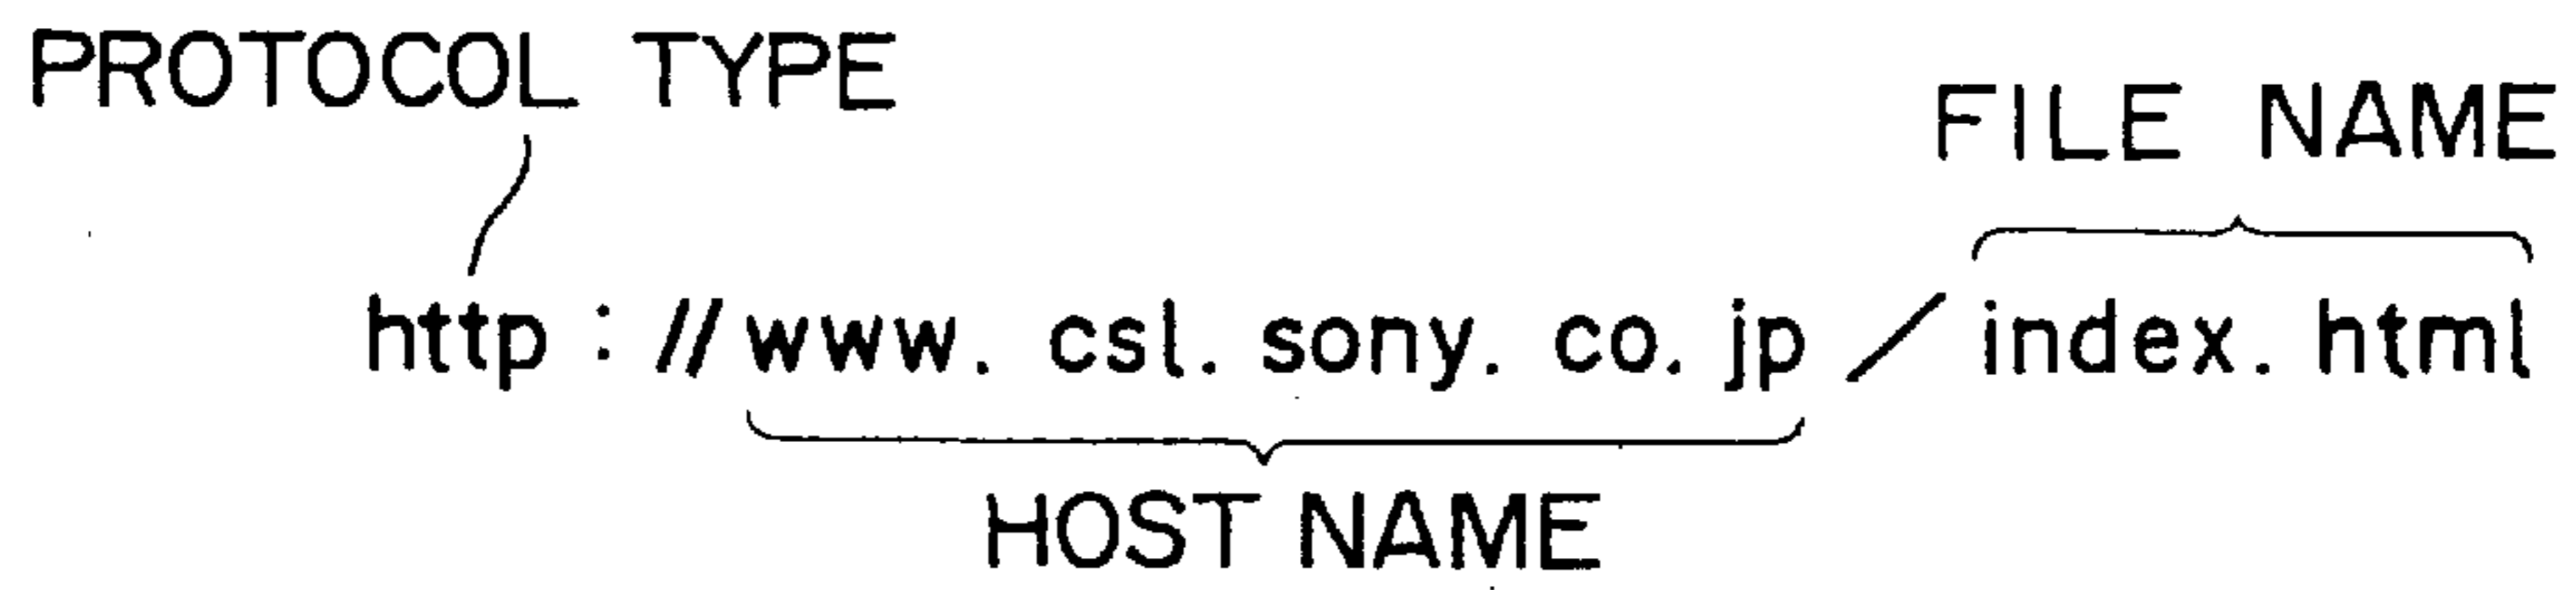 PROTOCOL TYPE
FILE NAME
http : //www. csl. sony. co. jp / index. html
HOST NAME